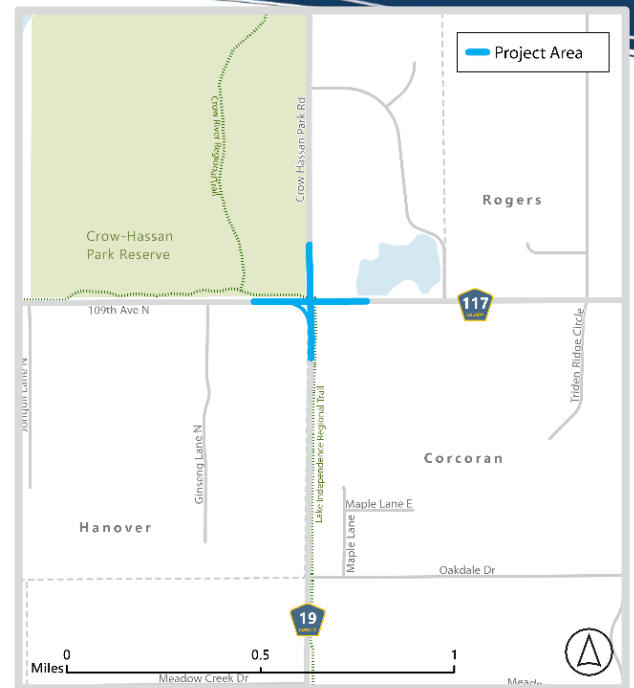 Project Area
Crow River Regional Trail
Crow Hassan Park Rd
Rogers
Crow-Hassan
Park Reserve
117
109th Ave N
Triden Ridge Circle
Jonquil Lane N
Ginseng Lane N
Lake Independence Regional Trail
Corcoran
Maple Lane E
Maple Lane
Hanover
Oakdale Dr
19
0
0.5
1
Miles
Meadow Creek Dr